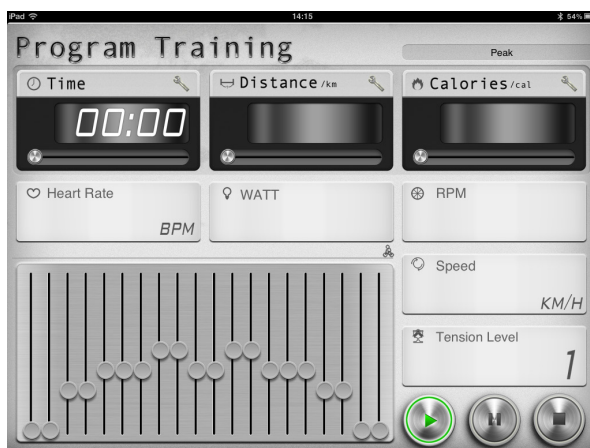 iPad 14:15 54%
Program Training
Peak
Time
Distance /km
Calories /cal
00:00
Heart Rate
BPM
WATT
RPM
Speed
KM/H
Tension Level
1